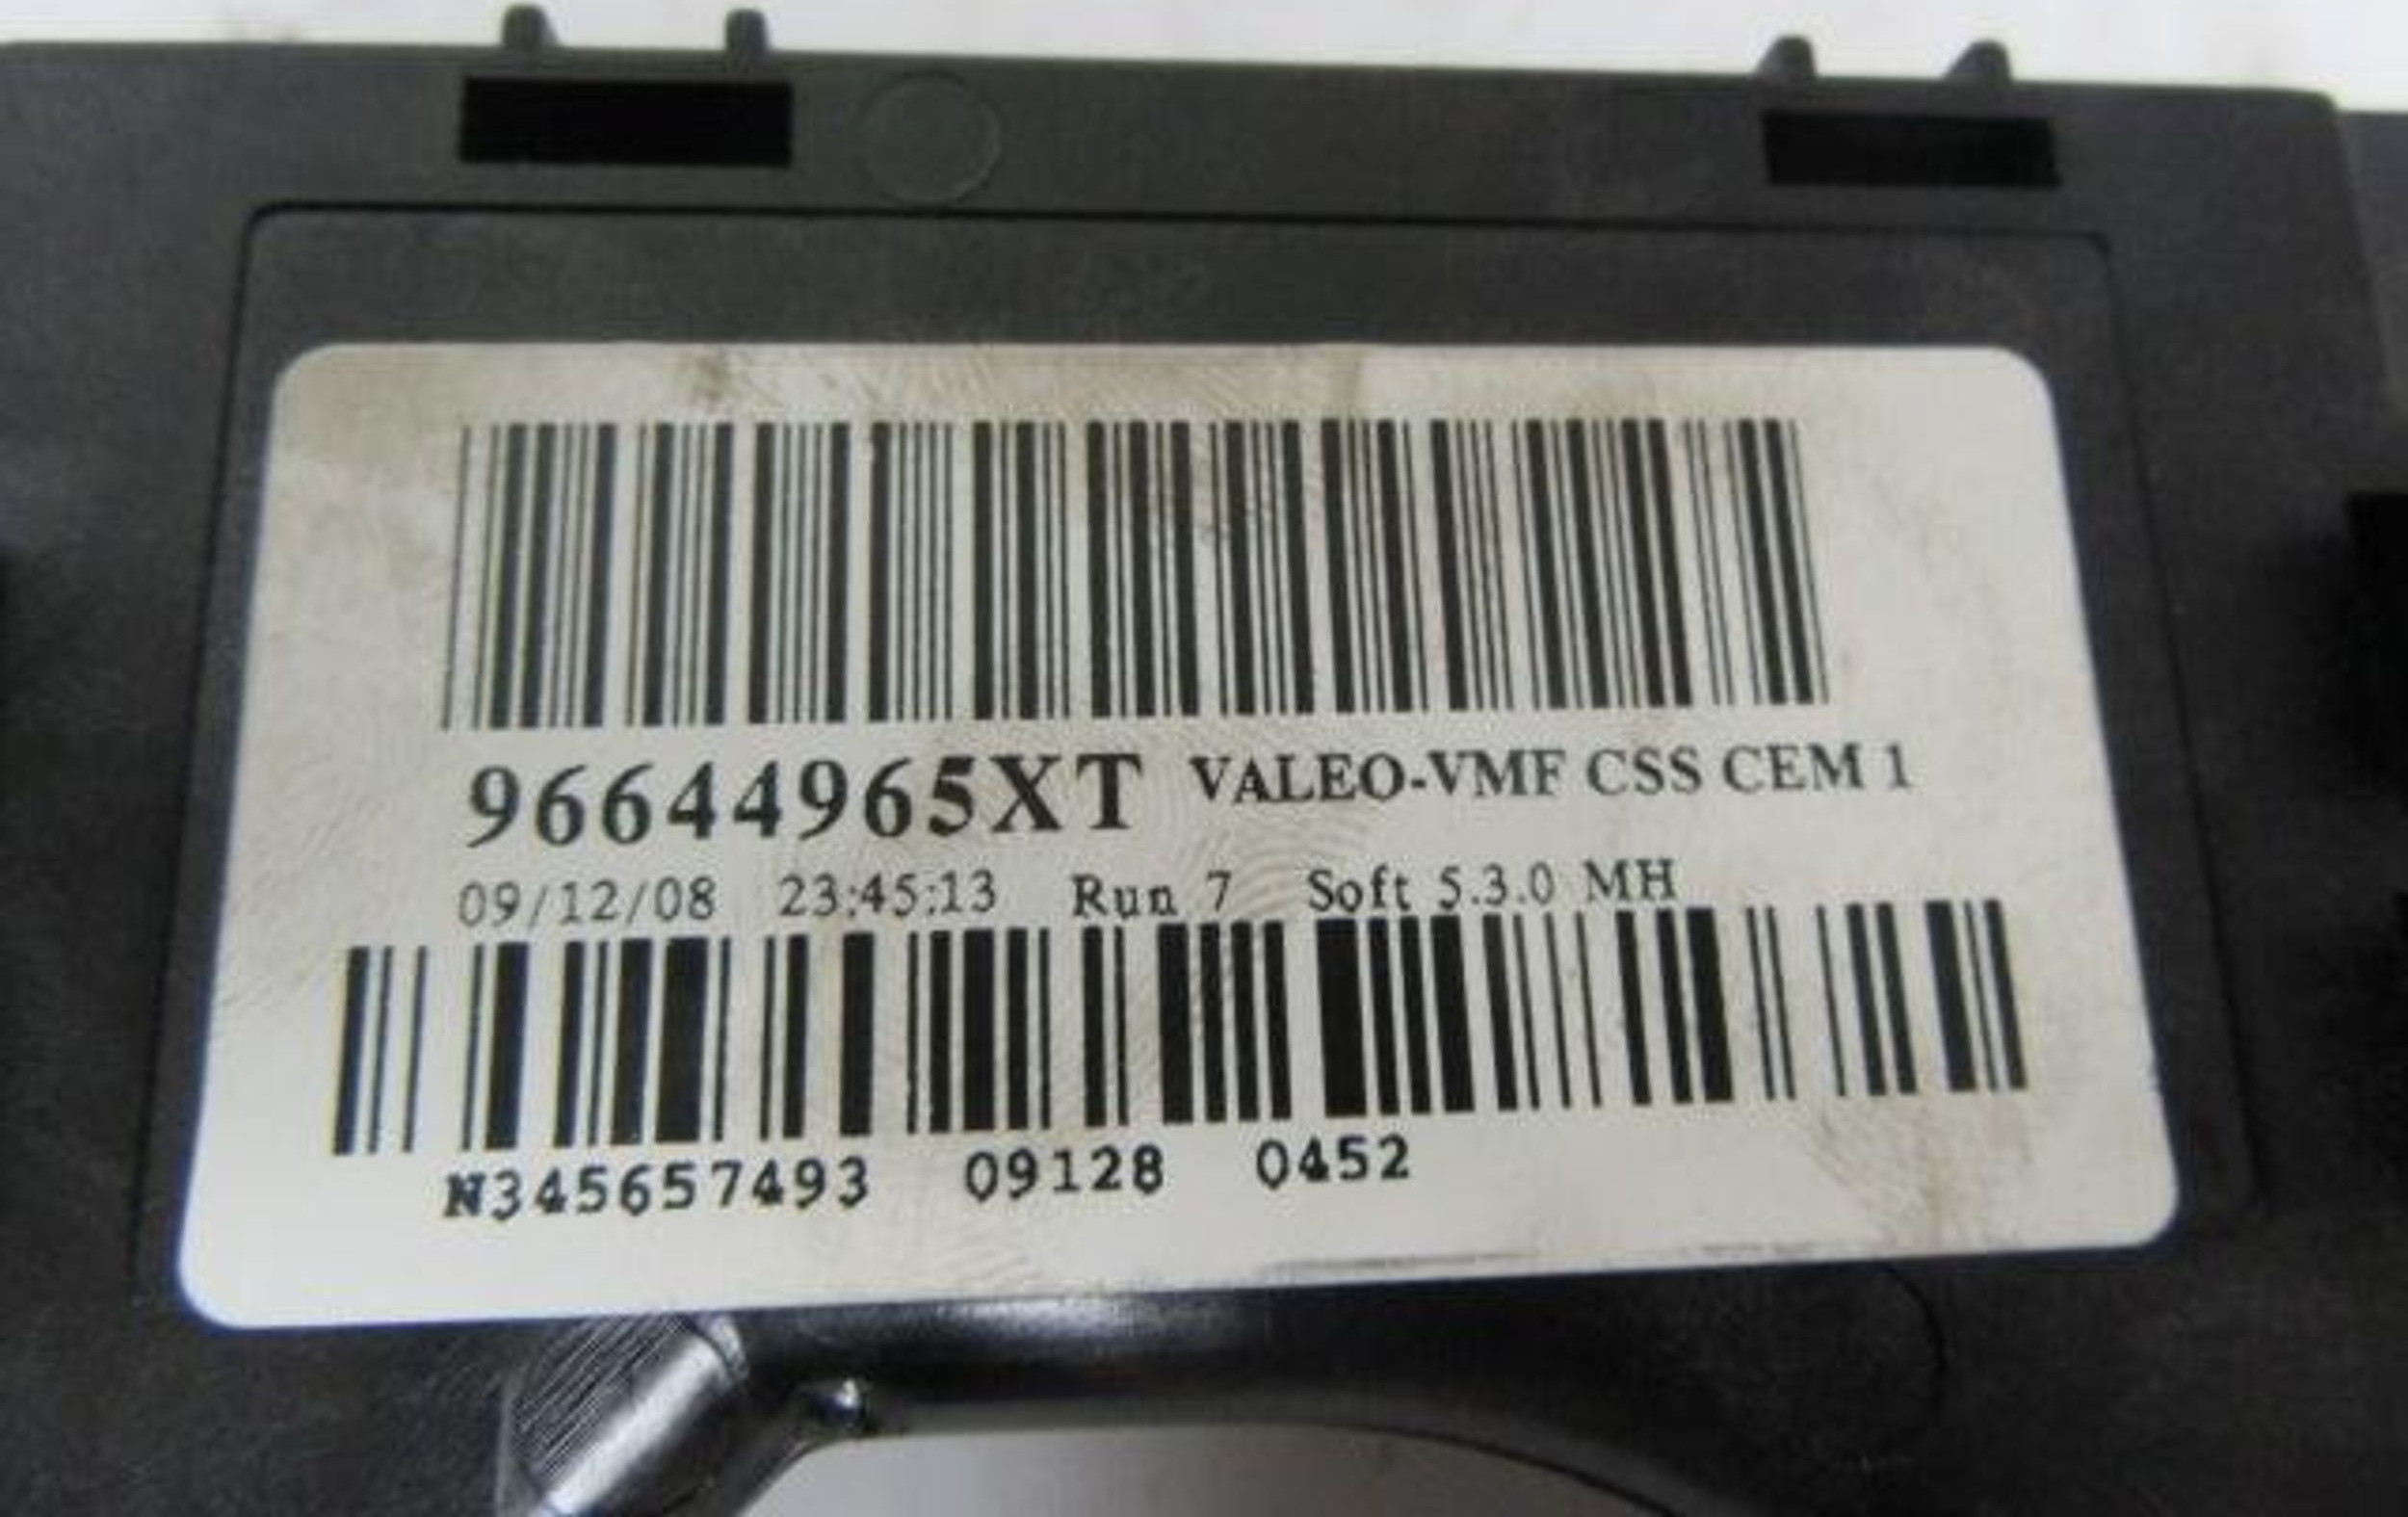 96644965XT VALEO-VMF CSS CEM 1
09/12/08 23:45:13 Run 7 Soft 5.3.0 MH
N345657493 09128 0452